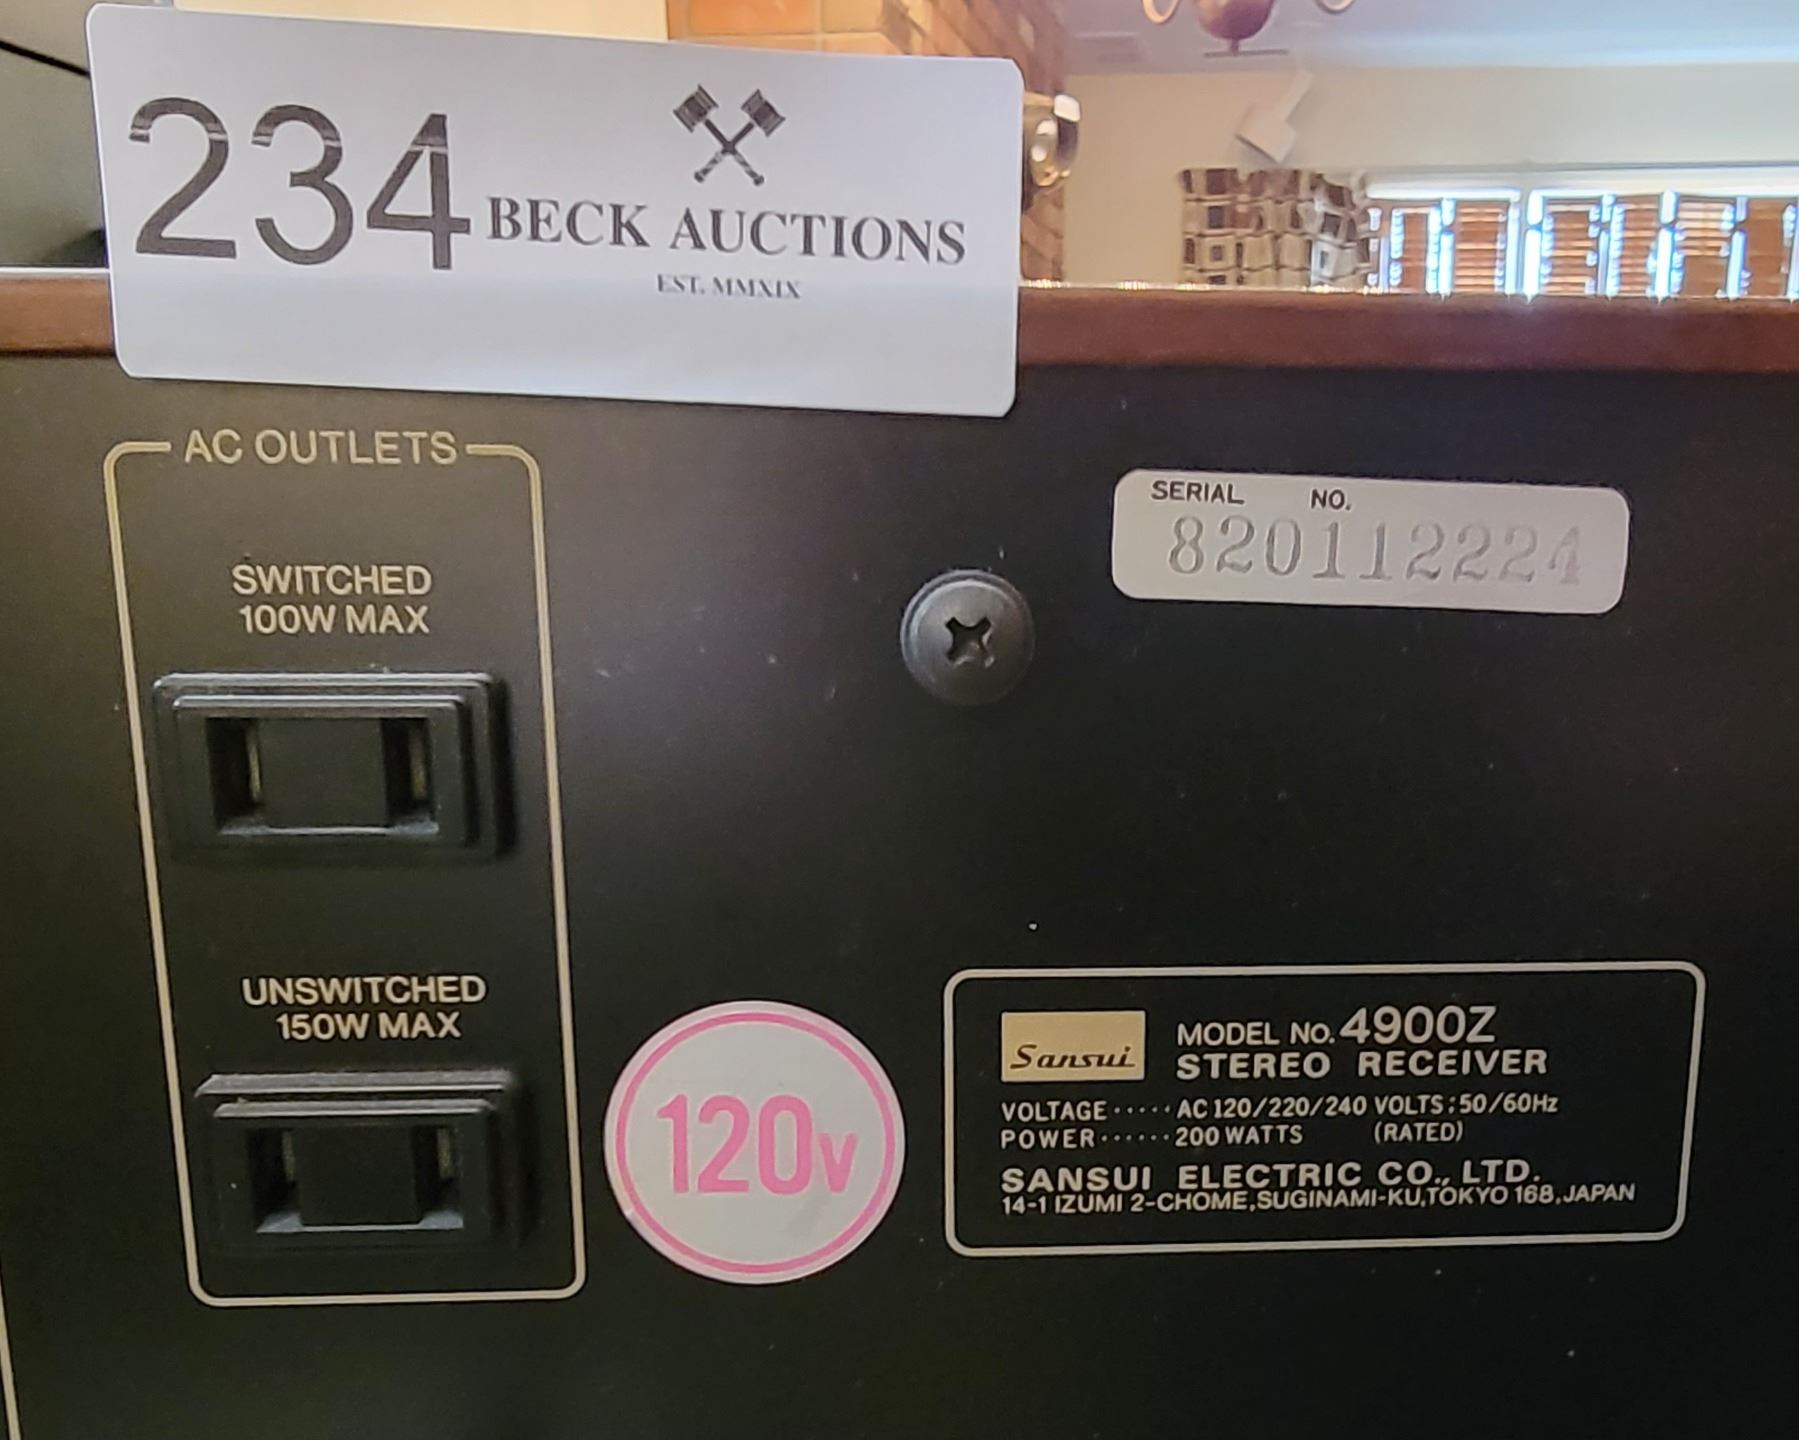 234 BECK AUCTIONS
EST. MMXIX
AC OUTLETS
SWITCHED
100W MAX
UNSWITCHED
150W MAX
120V
SERIAL NO.
820112224
Sansui
MODEL NO. 4900Z
STEREO RECEIVER
VOLTAGE ····· AC 120/220/240 VOLTS; 50/60Hz
POWER ······ 200 WATTS (RATED)
SANSUI ELECTRIC CO., LTD.
14-1 IZUMI 2-CHOME, SUGINAMI-KU, TOKYO 168, JAPAN